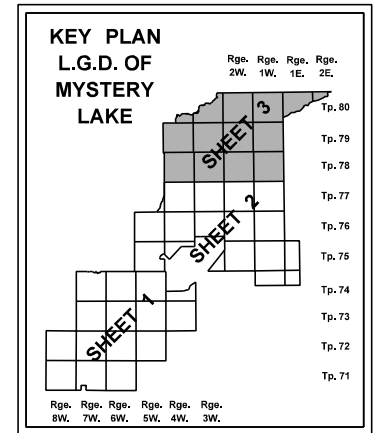 KEY PLAN
L.G.D. OF
MYSTERY
LAKE
Rge. Rge. Rge. Rge.
2W. 1W. 1E. 2E.
Tp. 80
Tp. 79
SHEET 3
Tp. 78
Tp. 77
Tp. 76
SHEET 2
Tp. 75
Tp. 74
Tp. 73
SHEET 1
Tp. 72
Tp. 71
Rge. Rge. Rge. Rge. Rge. Rge.
8W. 7W. 6W. 5W. 4W. 3W.